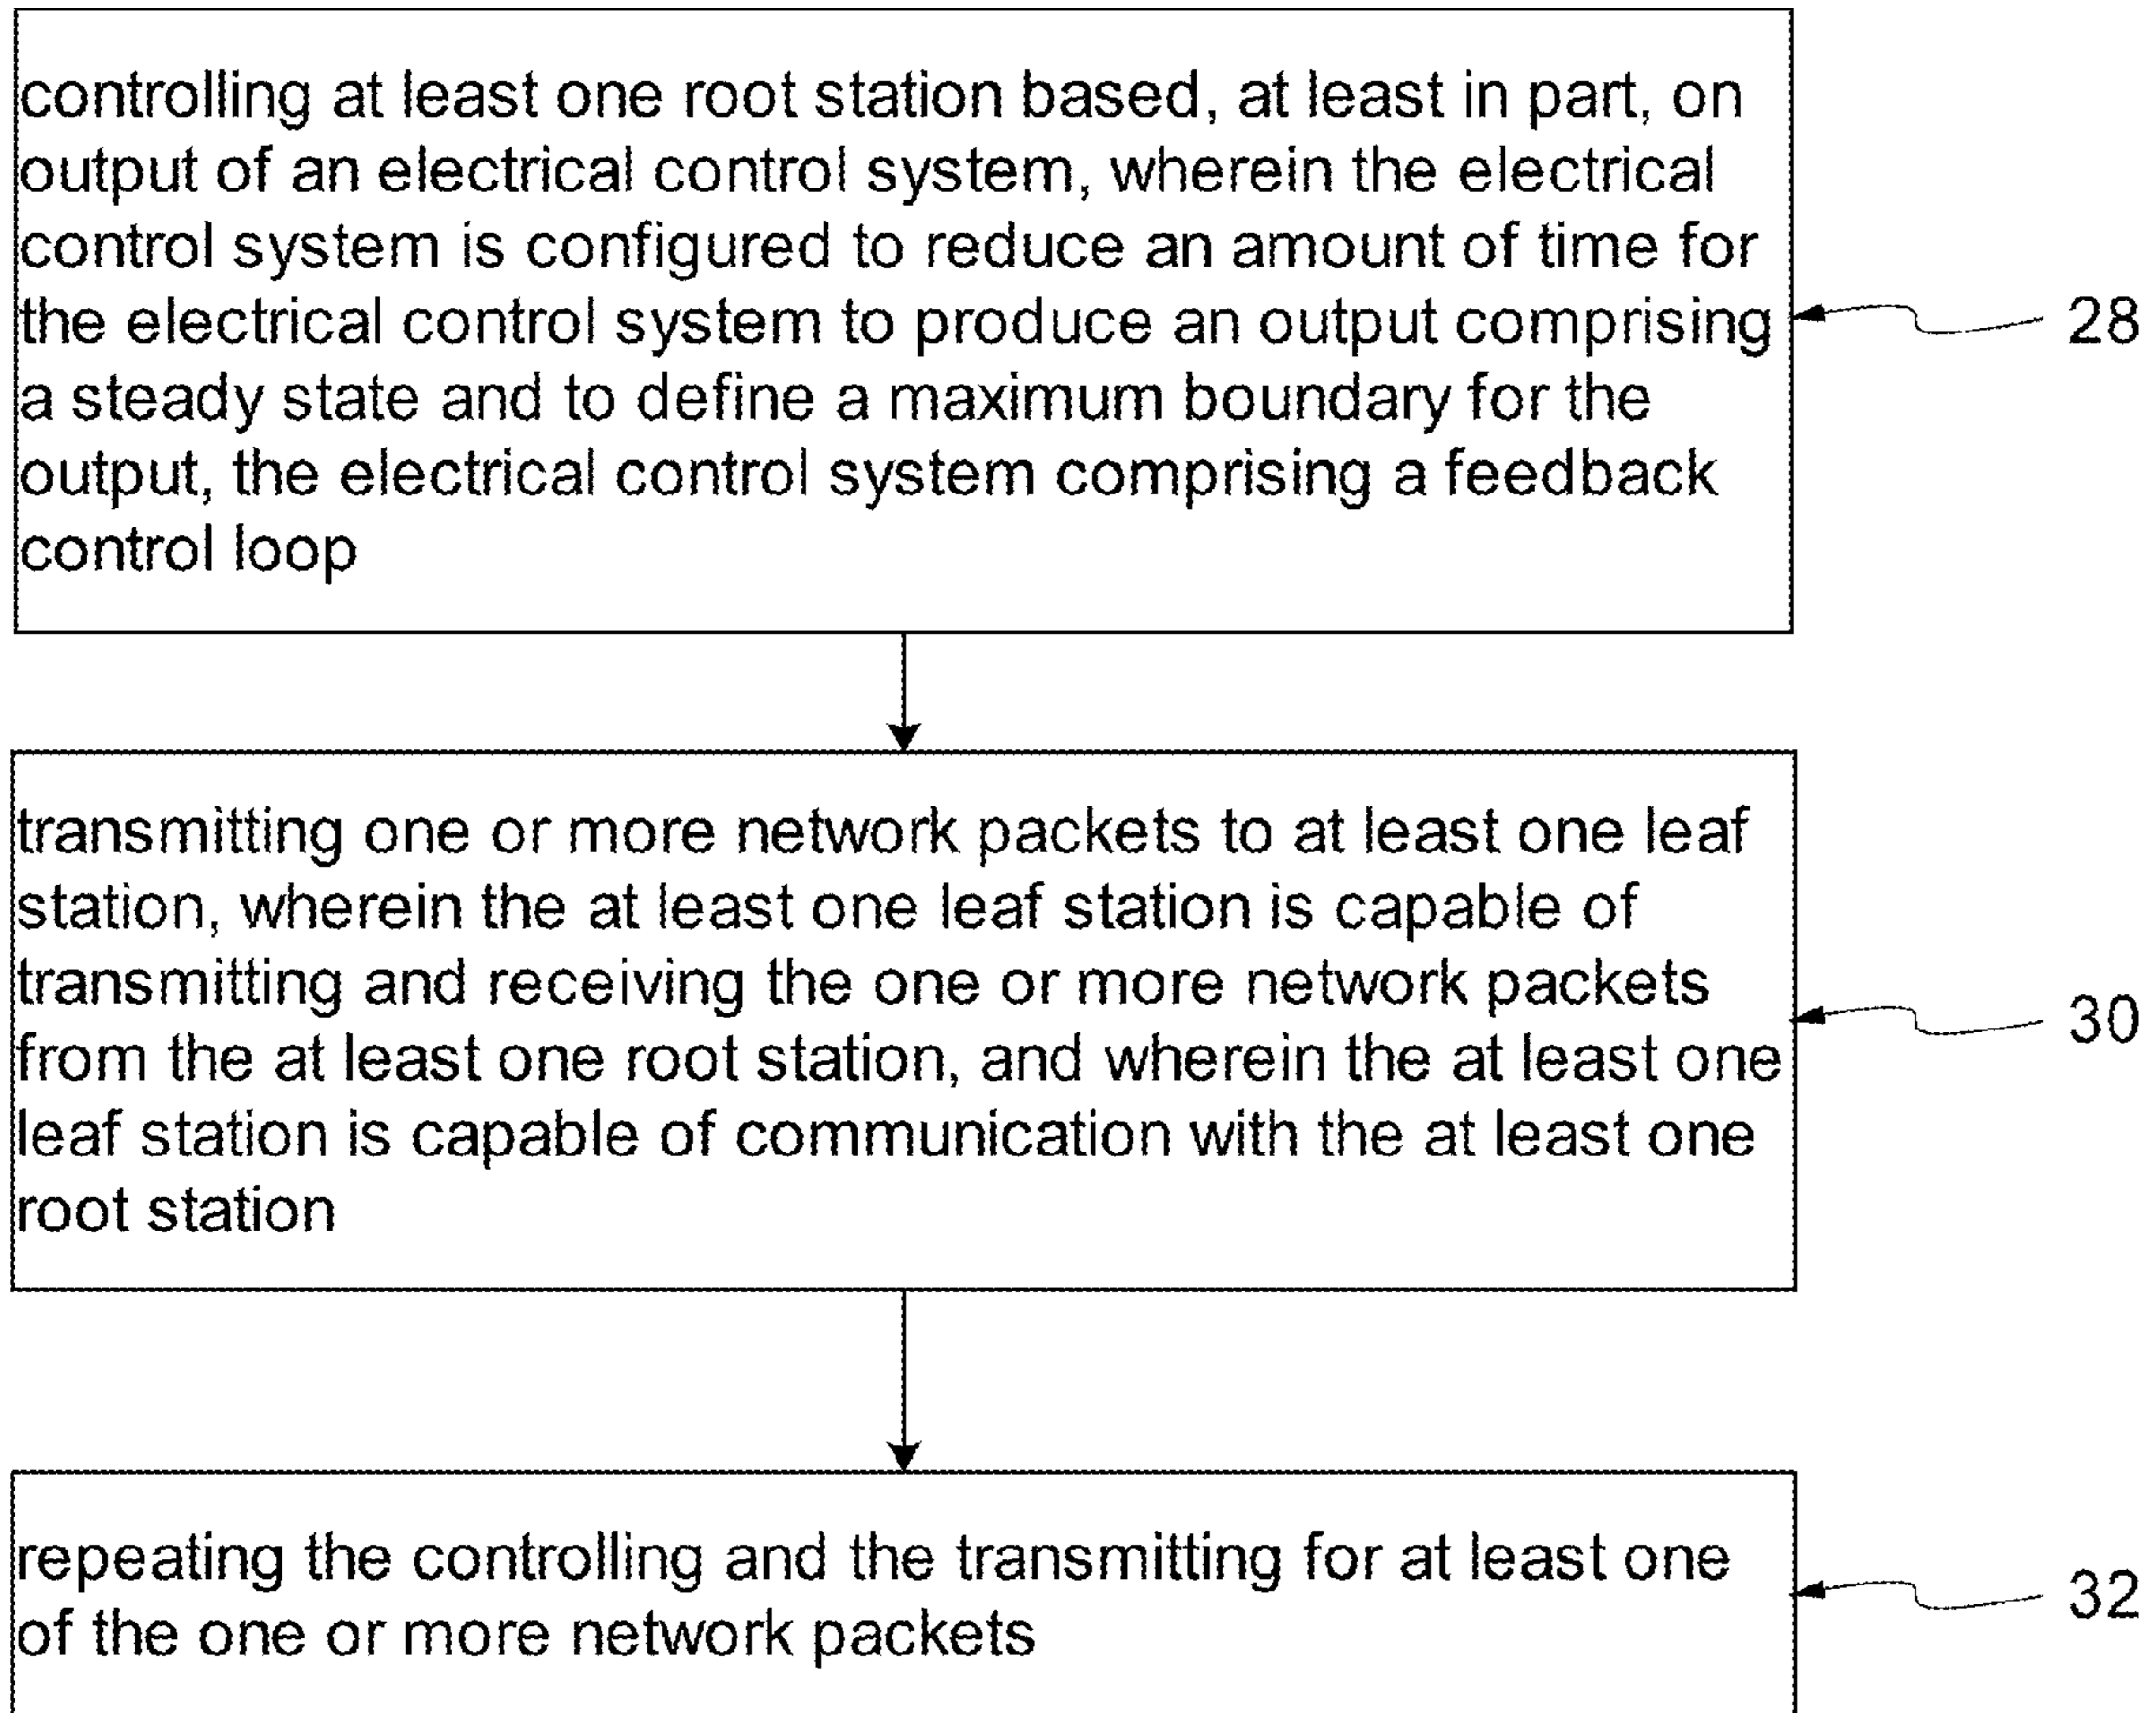 controlling at least one root station based, at least in part, on
output of an electrical control system, wherein the electrical
control system is configured to reduce an amount of time for
the electrical control system to produce an output comprising
a steady state and to define a maximum boundary for the
output, the electrical control system comprising a feedback
control loop
28
transmitting one or more network packets to at least one leaf
station, wherein the at least one leaf station is capable of
transmitting and receiving the one or more network packets
from the at least one root station, and wherein the at least one
leaf station is capable of communication with the at least one
root station
30
repeating the controlling and the transmitting for at least one
of the one or more network packets
32